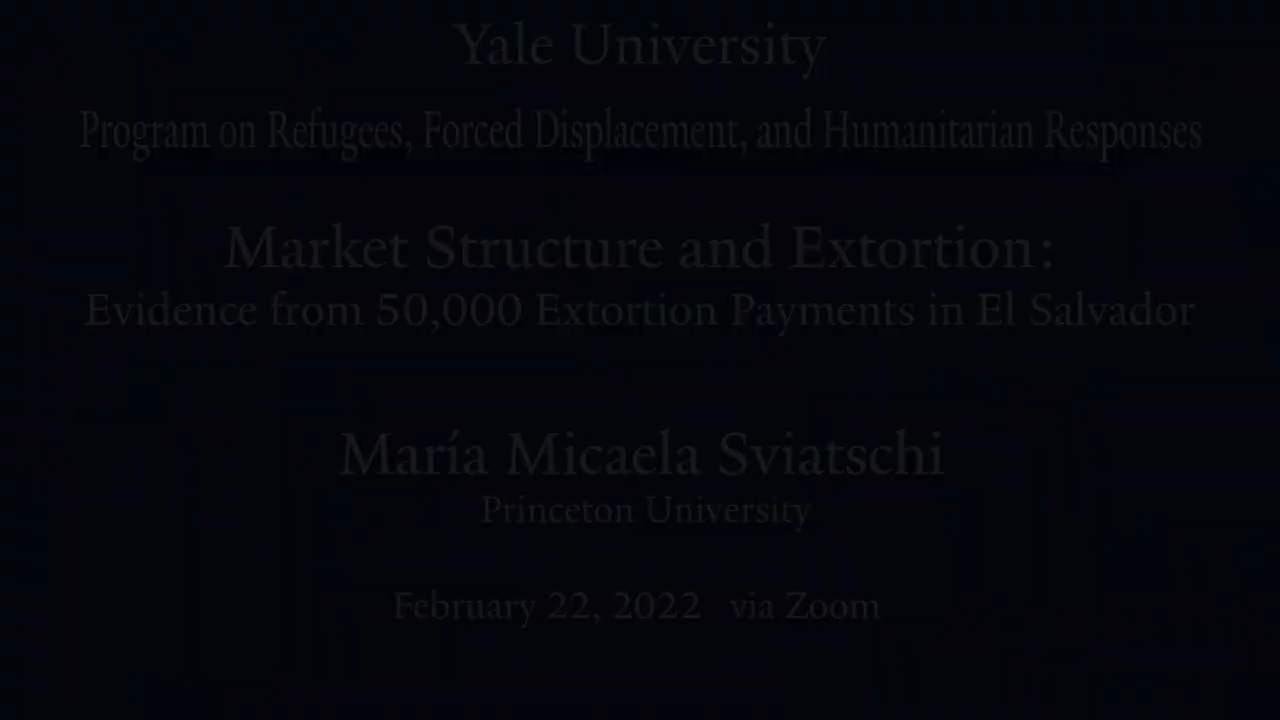 Yale University
Program on Refugees, Forced Displacement, and Humanitarian Responses
Market Structure and Extortion:
Evidence from 50,000 Extortion Payments in El Salvador
María Micaela Sviatschi
Princeton University
February 22, 2022 via Zoom